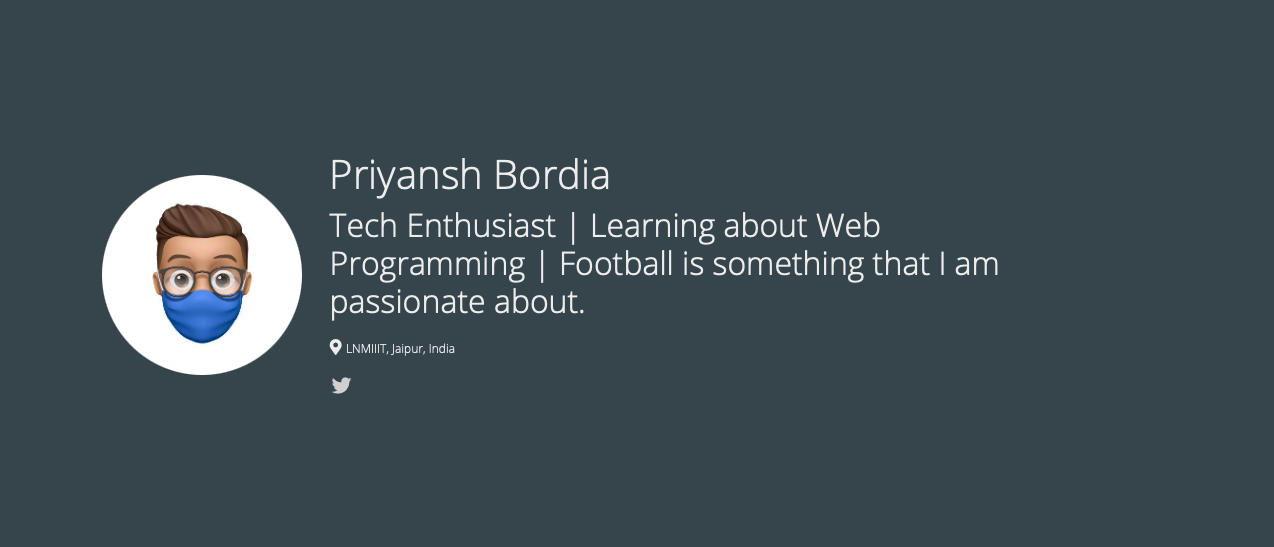 Priyansh Bordia
Tech Enthusiast | Learning about Web
Programming | Football is something that I am
passionate about.
LNMIIIT, Jaipur, India